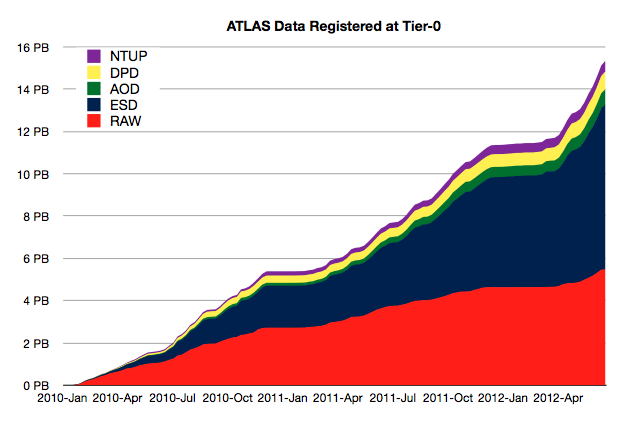 ATLAS Data Registered at Tier-0
16 PB
14 PB
12 PB
10 PB
8 PB
6 PB
4 PB
2 PB
0 PB
NTUP
DPD
AOD
ESD
RAW
2010-Jan 2010-Apr 2010-Jul 2010-Oct 2011-Jan 2011-Apr 2011-Jul 2011-Oct 2012-Jan 2012-Apr